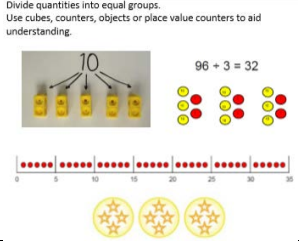 Divide quantities into equal groups.
Use cubes, counters, objects or place value counters to aid
understanding.
10
96 ÷ 3 = 32
0 5 10 15 20 25 30 35